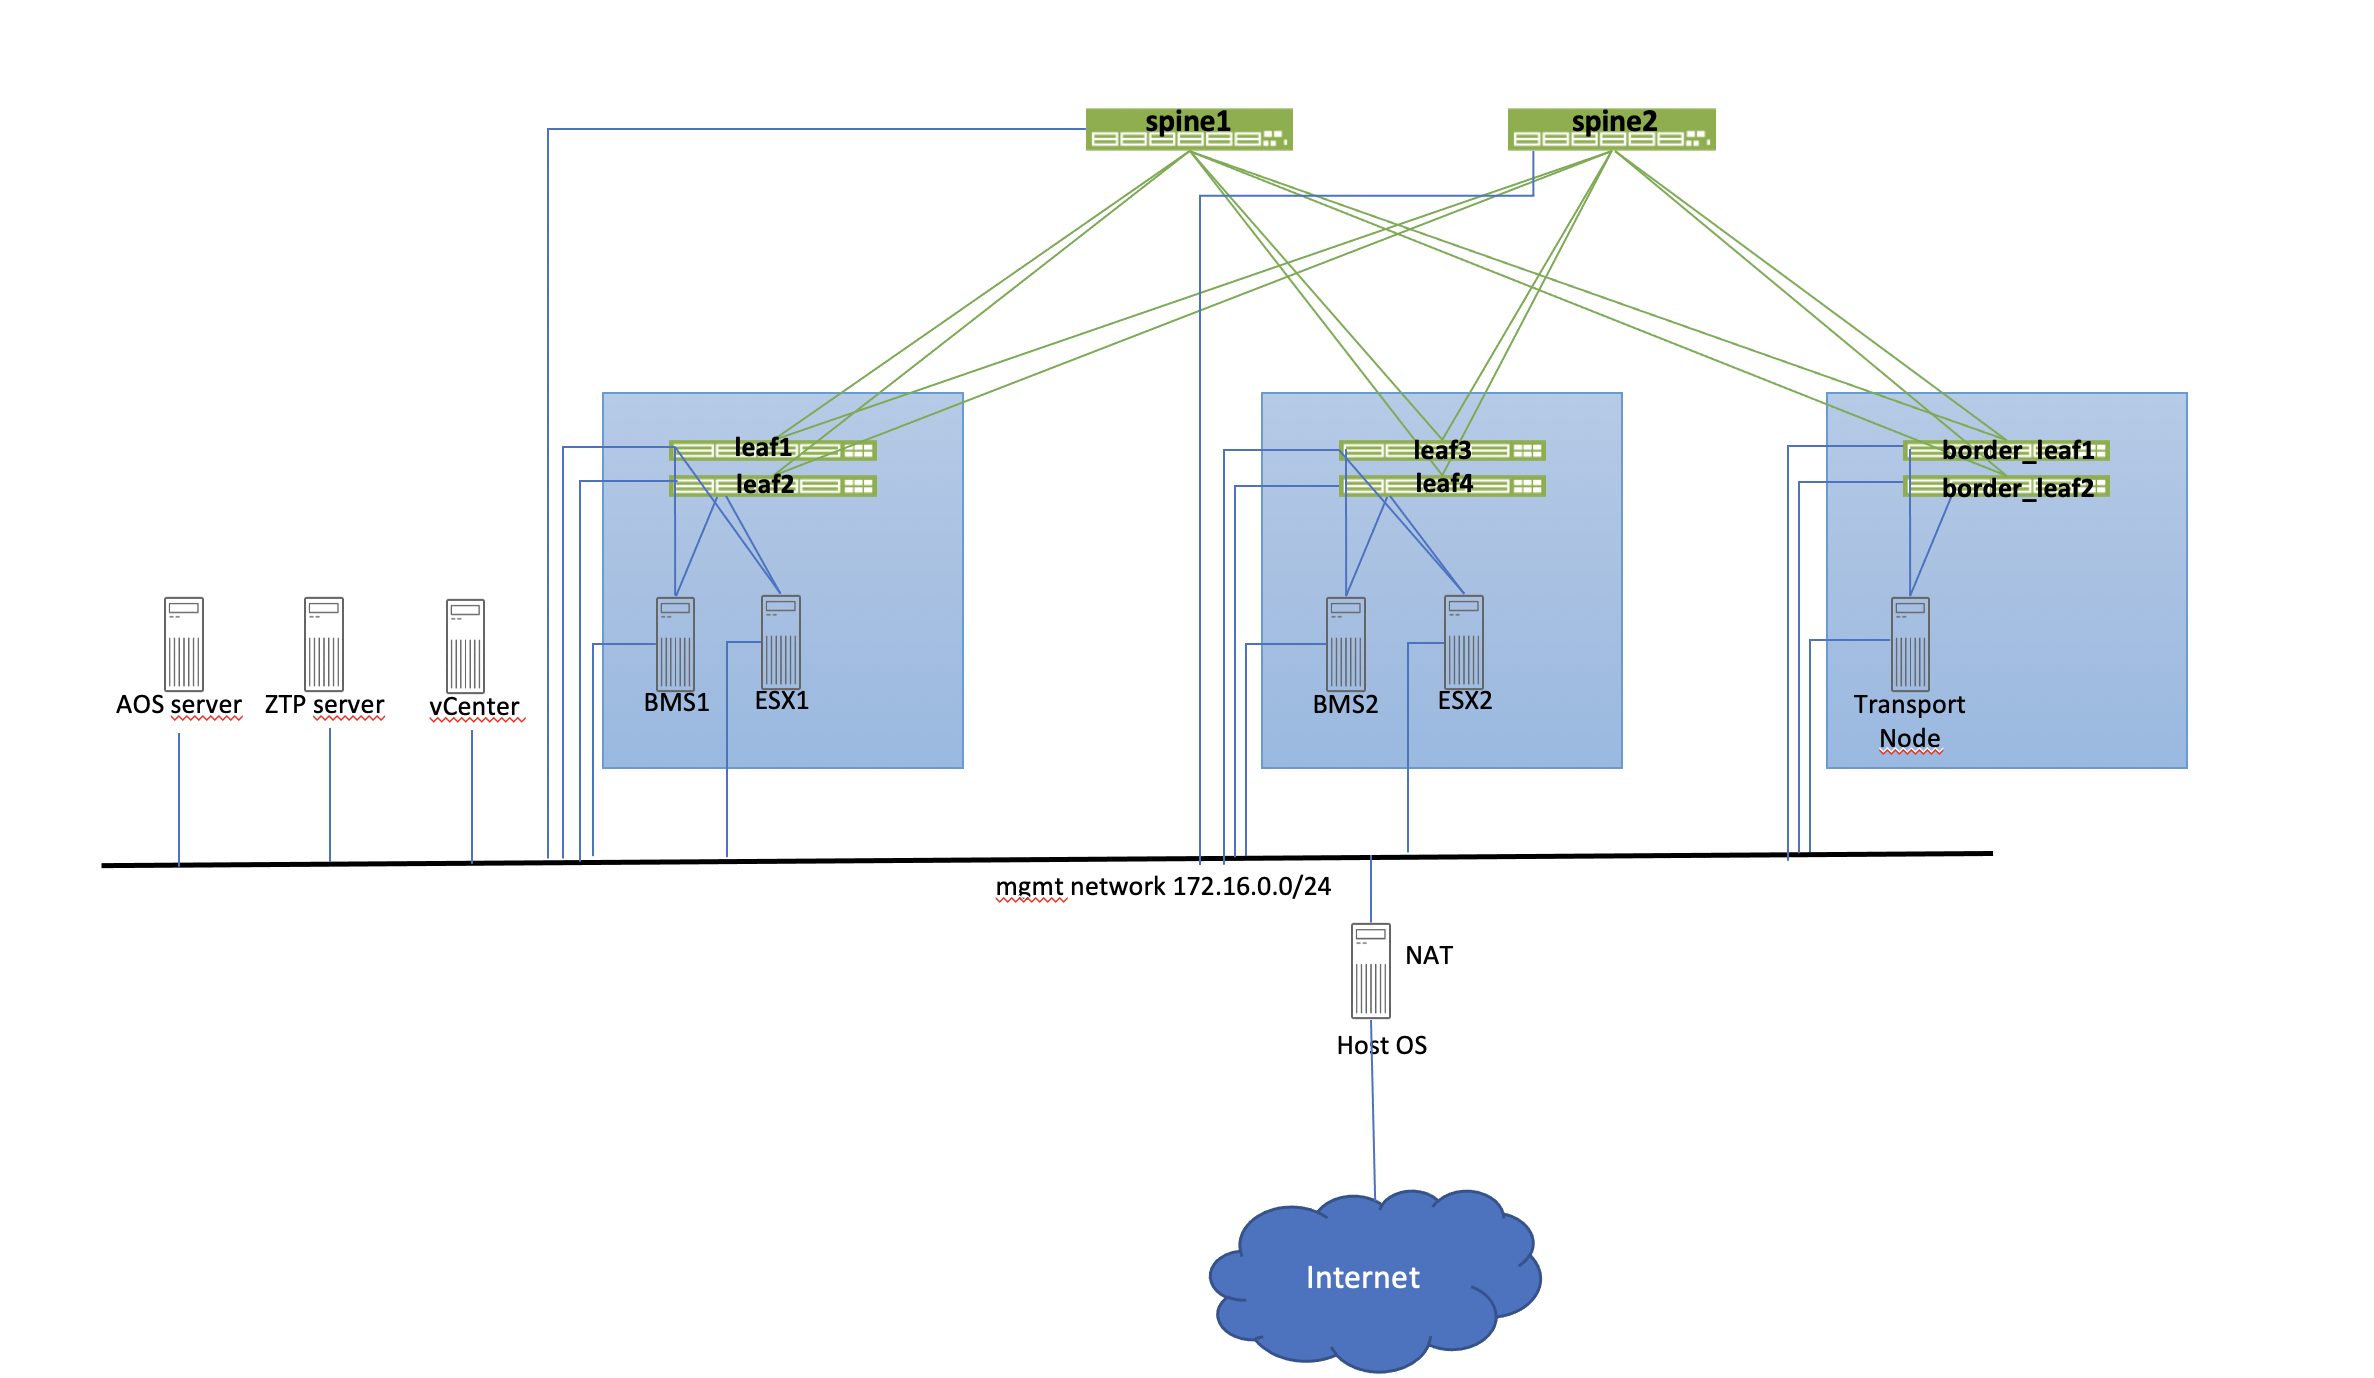 spine1
spine2
leaf1
leaf2
leaf3
leaf4
border_leaf1
border_leaf2
AOS server
ZTP server
vCenter
BMS1
ESX1
BMS2
ESX2
Transport
Node
mgmt network 172.16.0.0/24
NAT
Host OS
Internet